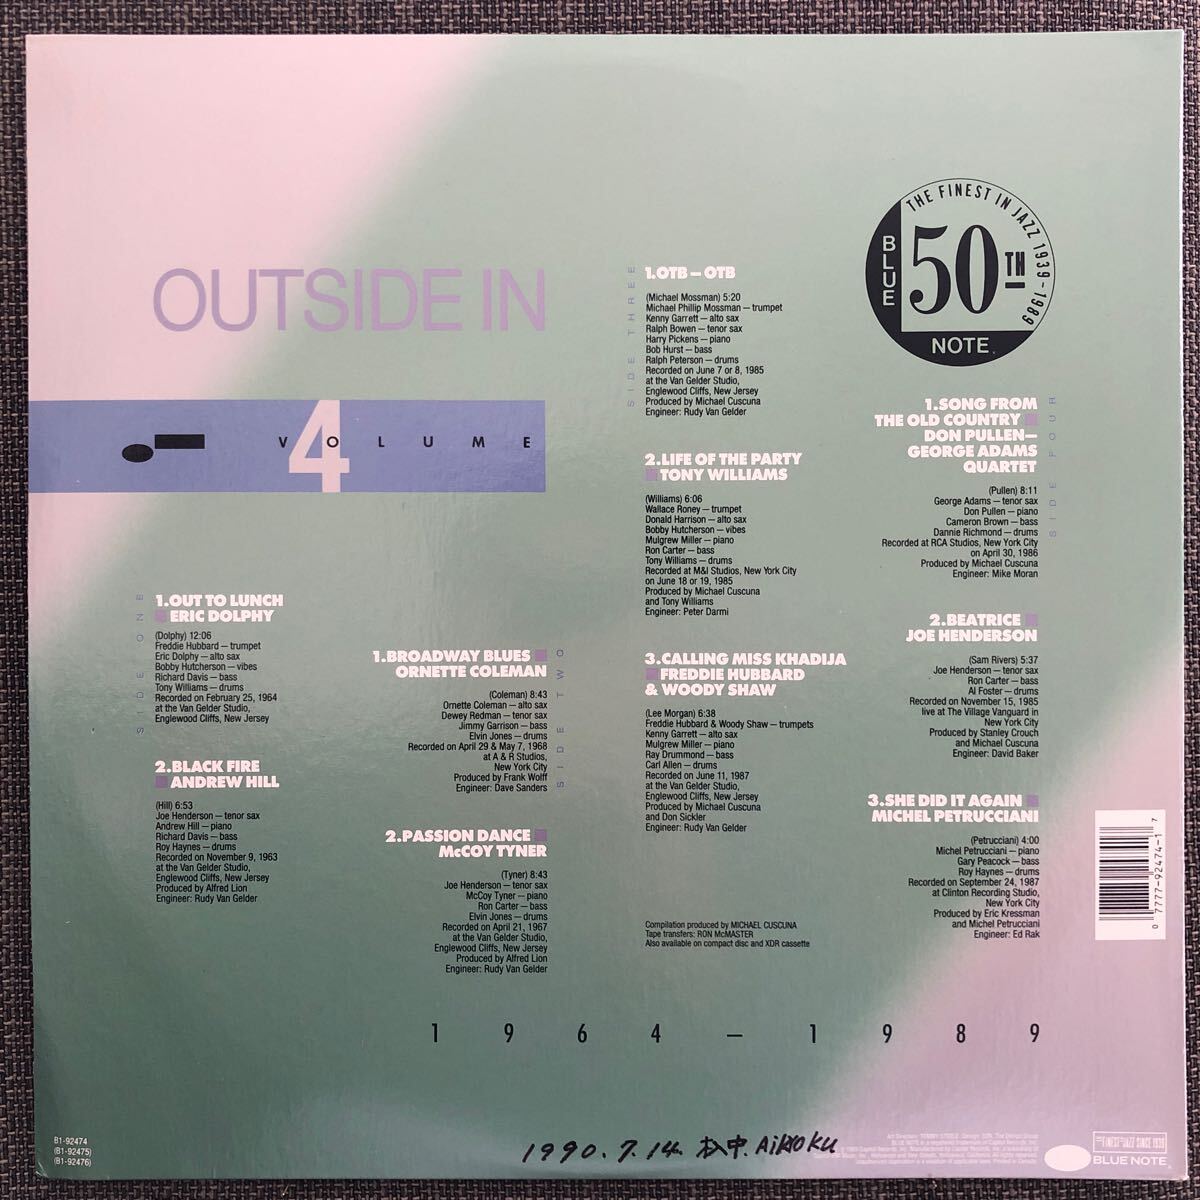 OUTSIDE IN
VOLUME
4
SIDE ONE
1.OUT TO LUNCH
ERIC DOLPHY
(Dolphy) 12:06
Freddie Hubbard — trumpet
Eric Dolphy — alto sax
Bobby Hutcherson — vibes
Richard Davis — bass
Tony Williams — drums
Recorded on February 25, 1964
at the Van Gelder Studio,
Englewood Cliffs, New Jersey
2.BLACK FIRE
ANDREW HILL
(Hill) 6:53
Joe Henderson — tenor sax
Andrew Hill — piano
Richard Davis — bass
Roy Haynes — drums
Recorded on November 9, 1963
at the Van Gelder Studio,
Englewood Cliffs, New Jersey
Produced by Alfred Lion
Engineer: Rudy Van Gelder
SIDE TWO
1.BROADWAY BLUES
ORNETTE COLEMAN
(Coleman) 8:43
Ornette Coleman — alto sax
Dewey Redman — tenor sax
Jimmy Garrison — bass
Elvin Jones — drums
Recorded on April 29 & May 7, 1968
at A & R Studios,
New York City
Produced by Frank Wolff
Engineer: Dave Sanders
2.PASSION DANCE
McCOY TYNER
(Tyner) 8:43
Joe Henderson — tenor sax
McCoy Tyner — piano
Ron Carter — bass
Elvin Jones — drums
Recorded on April 21, 1967
at the Van Gelder Studio,
Englewood Cliffs, New Jersey
Produced by Alfred Lion
Engineer: Rudy Van Gelder
SIDE THREE
1.OTB — OTB
(Michael Mossman) 5:20
Michael Phillip Mossman — trumpet
Kenny Garrett — alto sax
Ralph Bowen — tenor sax
Harry Pickens — piano
Bob Hurst — bass
Ralph Peterson — drums
Recorded on June 7 or 8, 1985
at the Van Gelder Studio,
Englewood Cliffs, New Jersey
Produced by Michael Cuscuna
Engineer: Rudy Van Gelder
2.LIFE OF THE PARTY
TONY WILLIAMS
(Williams) 6:06
Wallace Roney — trumpet
Donald Harrison — alto sax
Bobby Hutcherson — vibes
Mulgrew Miller — piano
Ron Carter — bass
Tony Williams — drums
Recorded at M&I Studios, New York City
on June 18 or 19, 1985
Produced by Michael Cuscuna
and Tony Williams
Engineer: Peter Darmi
3.CALLING MISS KHADIJA
FREDDIE HUBBARD
& WOODY SHAW
(Lee Morgan) 6:38
Freddie Hubbard & Woody Shaw — trumpets
Kenny Garrett — alto sax
Mulgrew Miller — piano
Ray Drummond — bass
Carl Allen — drums
Recorded on June 11, 1987
at the Van Gelder Studio,
Englewood Cliffs, New Jersey
Produced by Michael Cuscuna
and Don Sickler
Engineer: Rudy Van Gelder
Compilation produced by MICHAEL CUSCUNA
Tape transfers: RON McMASTER
Also available on compact disc and XDR cassette
THE FINEST IN JAZZ 1939-1989
BLUE
50TH
NOTE
SIDE FOUR
1.SONG FROM
THE OLD COUNTRY
DON PULLEN—
GEORGE ADAMS
QUARTET
(Pullen) 8:11
George Adams — tenor sax
Don Pullen — piano
Cameron Brown — bass
Dannie Richmond — drums
Recorded at RCA Studios, New York City
on April 30, 1986
Produced by Michael Cuscuna
Engineer: Mike Moran
2.BEATRICE
JOE HENDERSON
(Sam Rivers) 5:37
Joe Henderson — tenor sax
Ron Carter — bass
Al Foster — drums
Recorded on November 15, 1985
live at The Village Vanguard in
New York City
Produced by Stanley Crouch
and Michael Cuscuna
Engineer: David Baker
3.SHE DID IT AGAIN
MICHEL PETRUCCIANI
(Petrucciani) 4:00
Michel Petrucciani — piano
Gary Peacock — bass
Roy Haynes — drums
Recorded on September 24, 1987
at Clinton Recording Studio,
New York City
Produced by Eric Kressman
and Michel Petrucciani
Engineer: Ed Rak
0 7777-92474-1 7
1964 — 1989
B1-92474
(B1-92475)
(B1-92476)
1990.7.14.
THE FINEST IN JAZZ SINCE 1939
BLUE NOTE